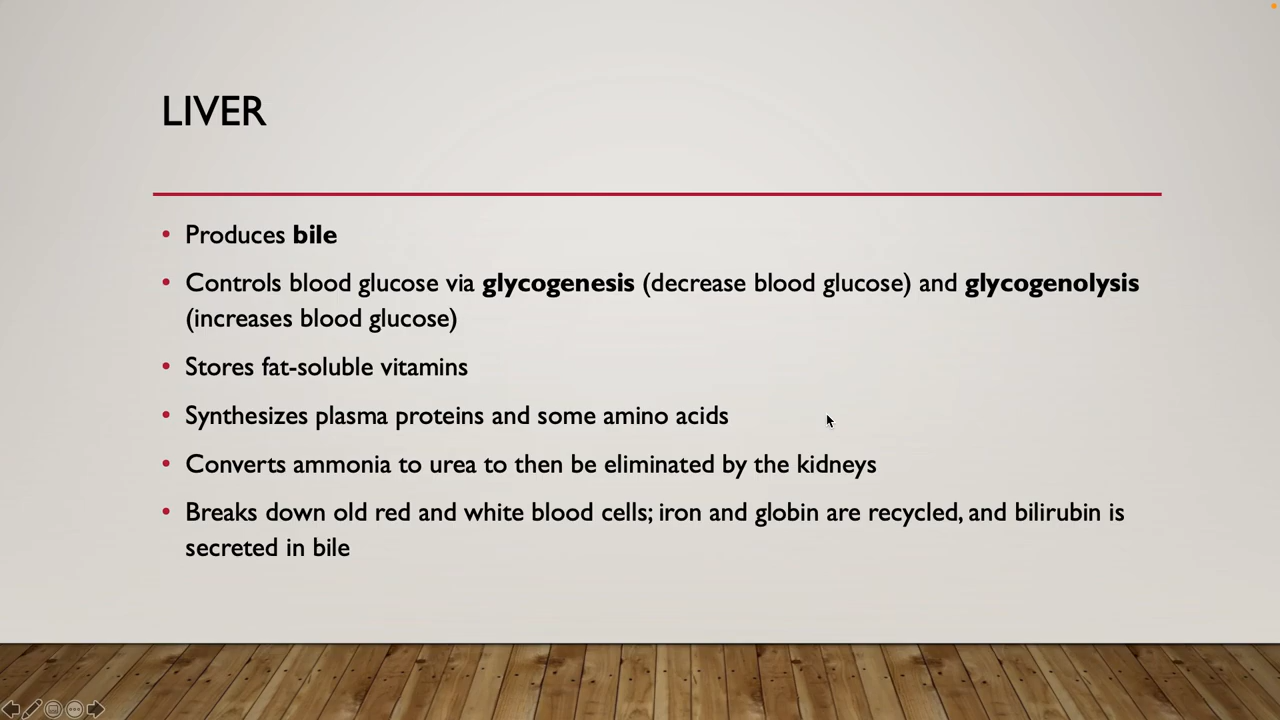 LIVER
• Produces bile
• Controls blood glucose via glycogenesis (decrease blood glucose) and glycogenolysis
(increases blood glucose)
• Stores fat-soluble vitamins
• Synthesizes plasma proteins and some amino acids
• Converts ammonia to urea to then be eliminated by the kidneys
• Breaks down old red and white blood cells; iron and globin are recycled, and bilirubin is
secreted in bile